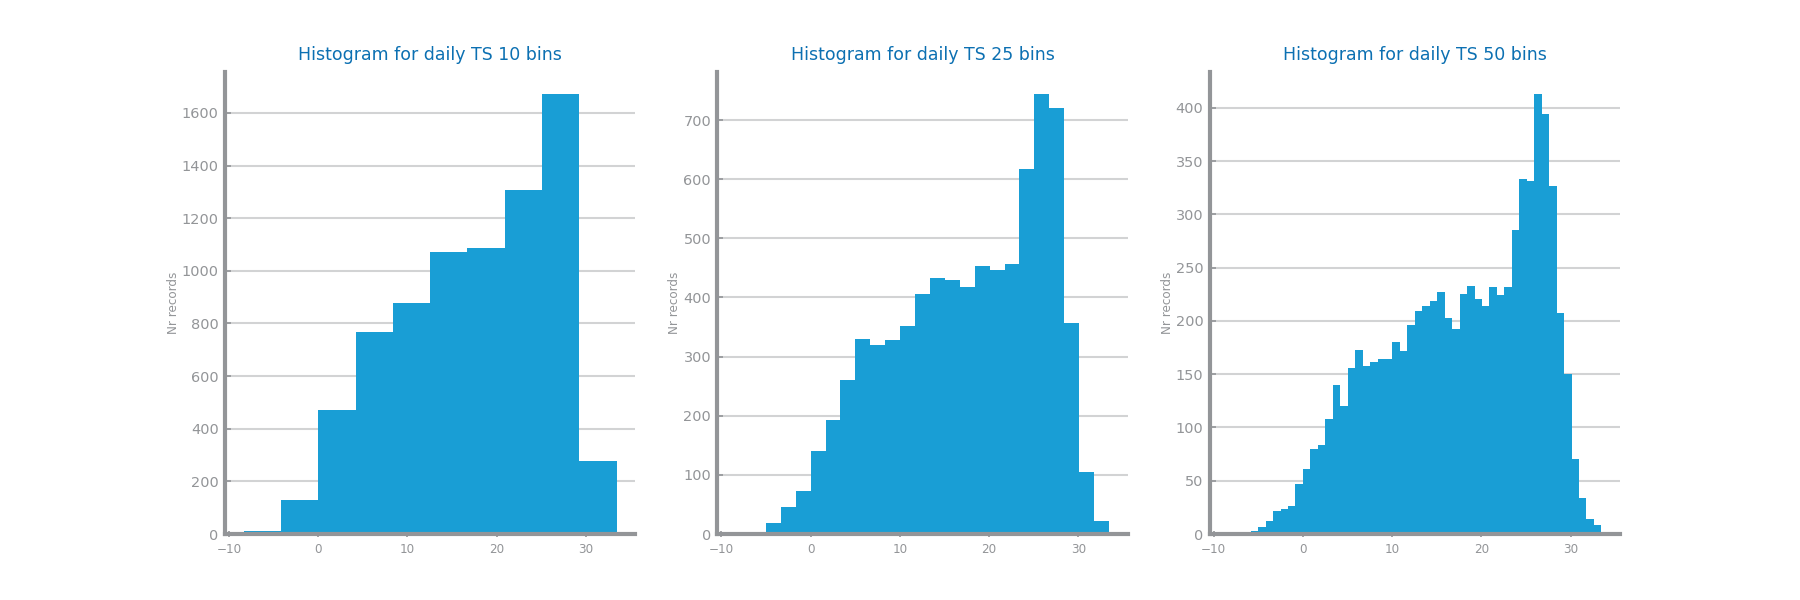 Histogram for daily TS 10 bins
Nr records
1600
1400
1200
1000
800
600
400
200
0
−10 0 10 20 30
Histogram for daily TS 25 bins
Nr records
700
600
500
400
300
200
100
0
−10 0 10 20 30
Histogram for daily TS 50 bins
Nr records
400
350
300
250
200
150
100
50
0
−10 0 10 20 30